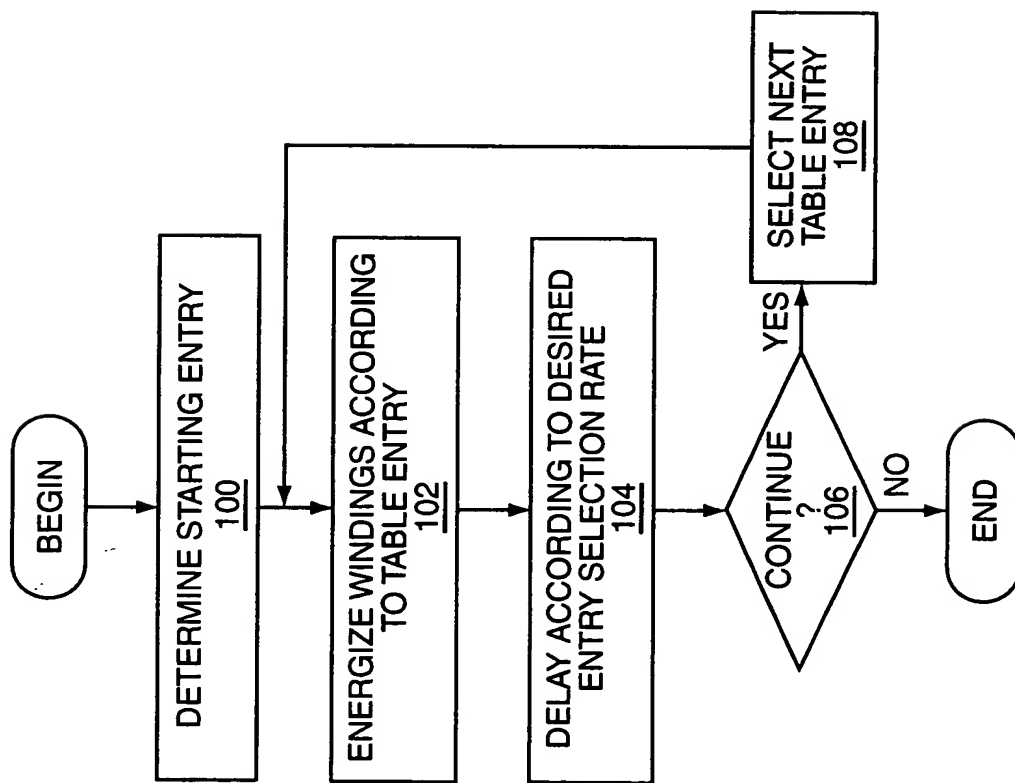 BEGIN
DETERMINE STARTING ENTRY
100
ENERGIZE WINDINGS ACCORDING
TO TABLE ENTRY
102
DELAY ACCORDING TO DESIRED
ENTRY SELECTION RATE
104
CONTINUE
?
106
YES
SELECT NEXT
TABLE ENTRY
108
NO
END